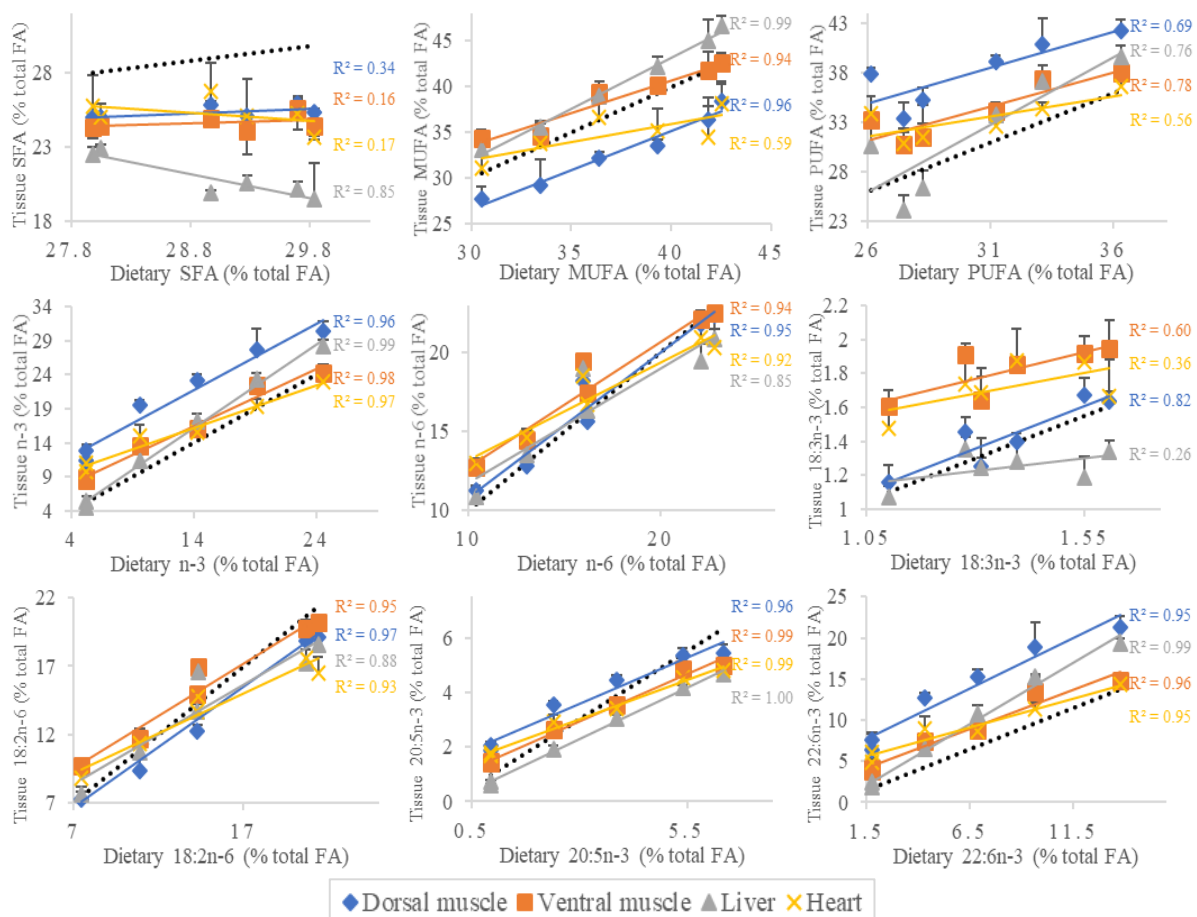 Tissue SFA (% total FA)
28
23
18
27.8 28.8 29.8
Dietary SFA (% total FA)
R² = 0.34
R² = 0.16
R² = 0.17
R² = 0.85
Tissue MUFA (% total FA)
45
40
35
30
25
30 35 40 45
Dietary MUFA (% total FA)
R² = 0.99
R² = 0.94
R² = 0.96
R² = 0.59
Tissue PUFA (% total FA)
43
38
33
28
23
26 31 36
Dietary PUFA (% total FA)
R² = 0.69
R² = 0.76
R² = 0.78
R² = 0.56
Tissue n-3 (% total FA)
34
29
24
19
14
9
4
4 14 24
Dietary n-3 (% total FA)
R² = 0.96
R² = 0.99
R² = 0.98
R² = 0.97
Tissue n-6 (% total FA)
20
15
10
10 20
Dietary n-6 (% total FA)
R² = 0.94
R² = 0.95
R² = 0.92
R² = 0.85
Tissue 18:3n-3 (% total FA)
2.2
2
1.8
1.6
1.4
1.2
1
1.05 1.55
Dietary 18:3n-3 (% total FA)
R² = 0.60
R² = 0.36
R² = 0.82
R² = 0.26
Tissue 18:2n-6 (% total FA)
22
17
12
7
7 17
Dietary 18:2n-6 (% total FA)
R² = 0.95
R² = 0.97
R² = 0.88
R² = 0.93
Tissue 20:5n-3 (% total FA)
6
4
2
0
0.5 5.5
Dietary 20:5n-3 (% total FA)
R² = 0.96
R² = 0.99
R² = 0.99
R² = 1.00
Tissue 22:6n-3 (% total FA)
25
20
15
10
5
0
1.5 6.5 11.5
Dietary 22:6n-3 (% total FA)
R² = 0.95
R² = 0.99
R² = 0.96
R² = 0.95
Dorsal muscle Ventral muscle Liver Heart